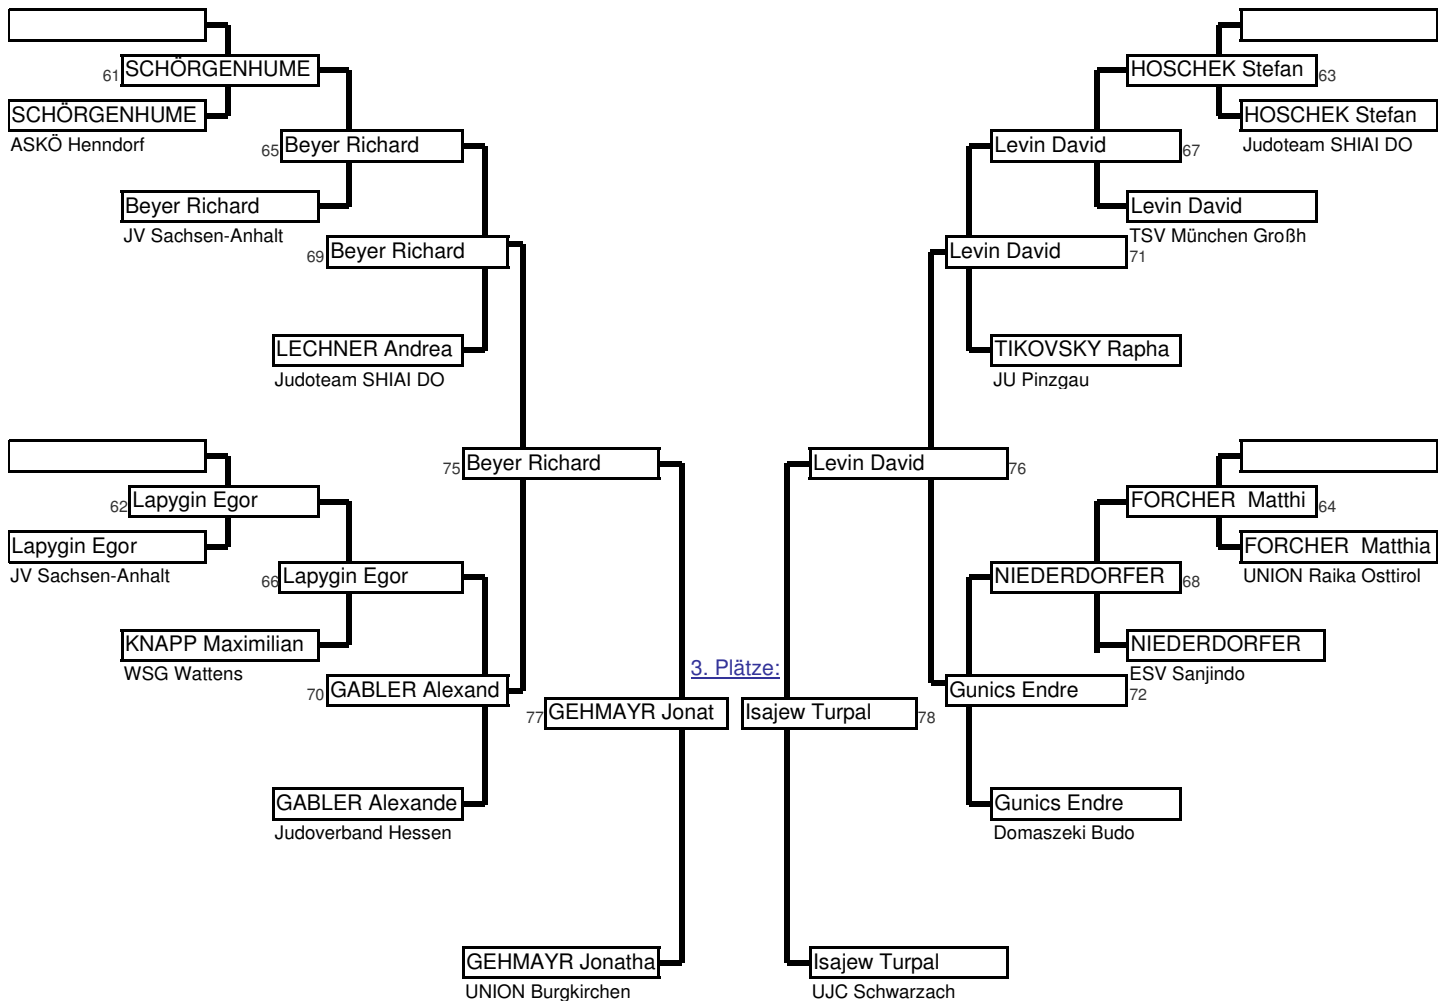 61 SCHÖRGENHUME
SCHÖRGENHUME
ASKÖ Henndorf
65 Beyer Richard
Beyer Richard
JV Sachsen-Anhalt
69 Beyer Richard
LECHNER Andrea
Judoteam SHIAI DO
75 Beyer Richard
62 Lapygin Egor
Lapygin Egor
JV Sachsen-Anhalt
66 Lapygin Egor
KNAPP Maximilian
WSG Wattens
70 GABLER Alexand
GABLER Alexande
Judoverband Hessen
77 GEHMAYR Jonat
GEHMAYR Jonatha
UNION Burgkirchen
3. Plätze:
HOSCHEK Stefan 63
HOSCHEK Stefan
Judoteam SHIAI DO
Levin David 67
Levin David
TSV München Großh
Levin David 71
TIKOVSKY Rapha
JU Pinzgau
Levin David 76
FORCHER  Matthi 64
FORCHER  Matthia
UNION Raika Osttirol
NIEDERDORFER 68
NIEDERDORFER
ESV Sanjindo
Gunics Endre 72
Gunics Endre
Domaszeki Budo
Isajew Turpal 78
Isajew Turpal
UJC Schwarzach